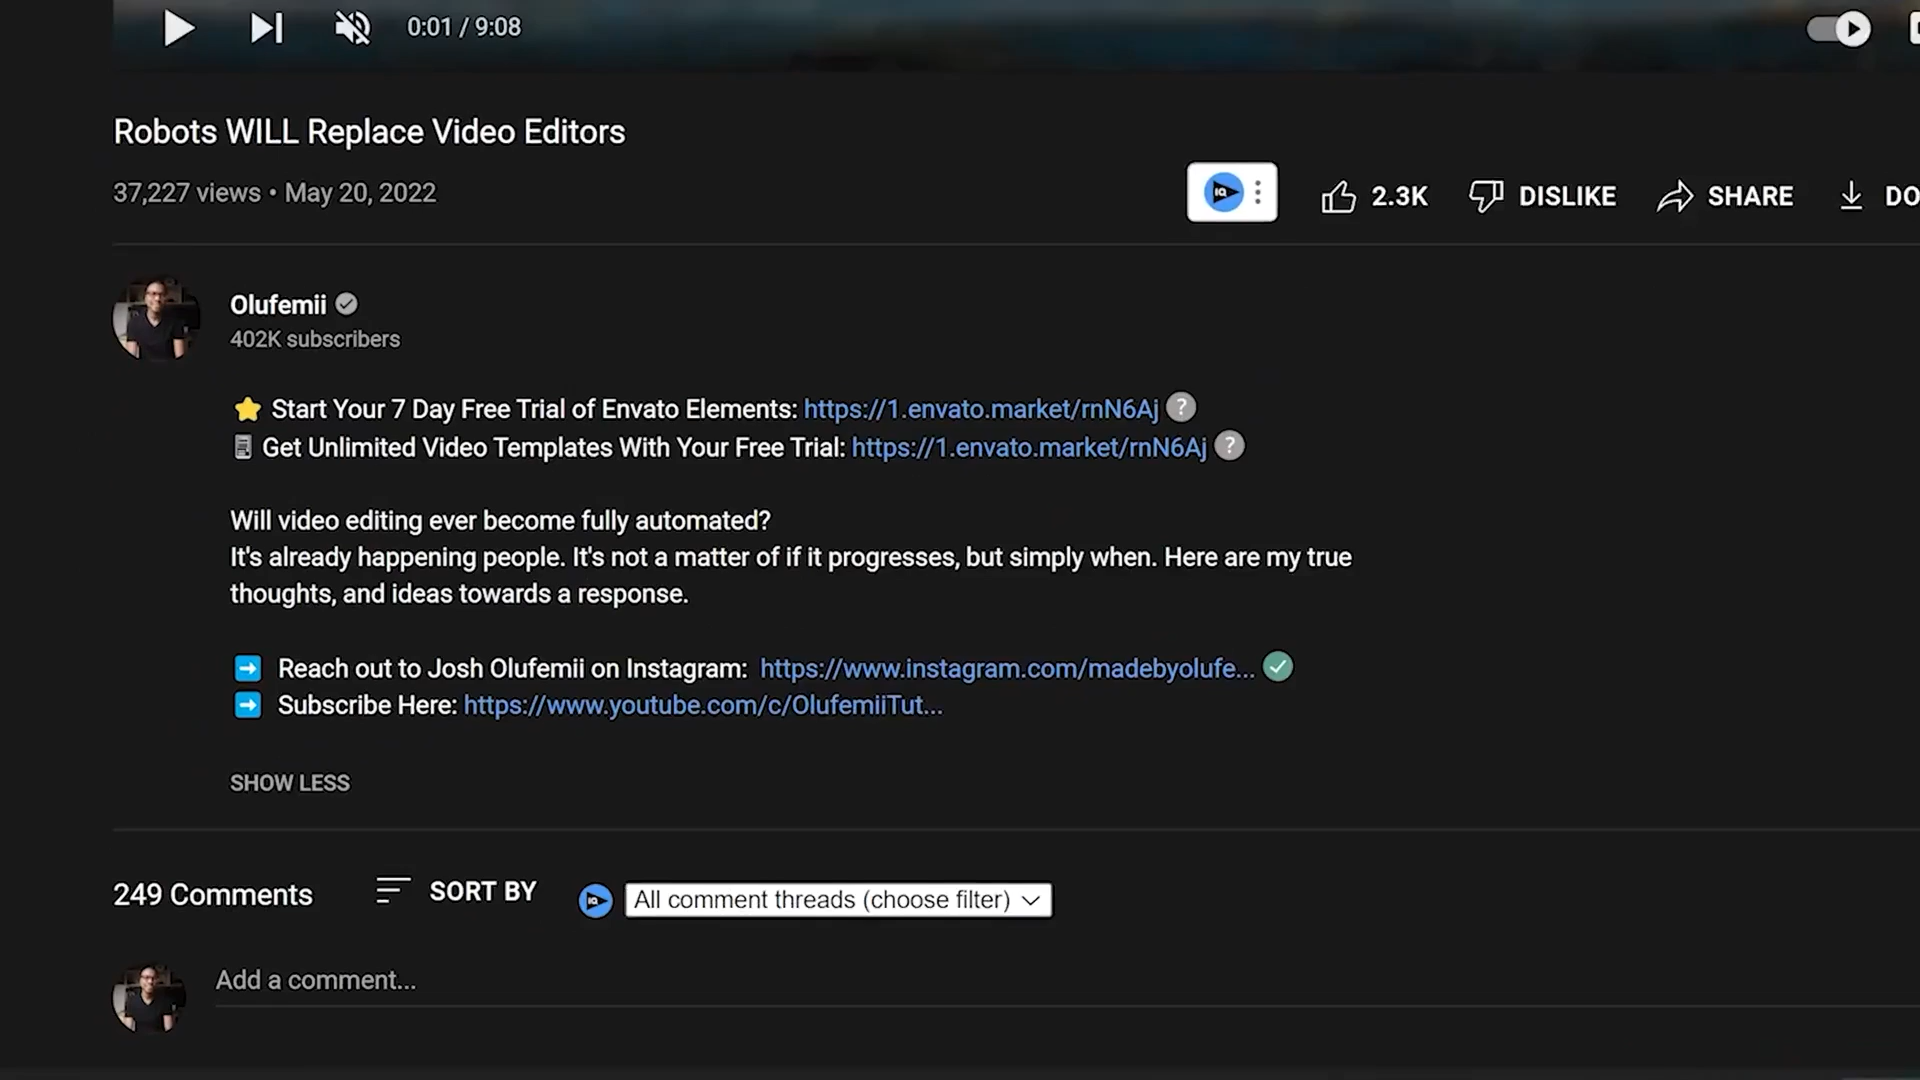 0:01 / 9:08
Robots WILL Replace Video Editors
37,227 views • May 20, 2022
IQ
2.3K
DISLIKE
SHARE
DO
Olufemii
402K subscribers
⭐ Start Your 7 Day Free Trial of Envato Elements: https://1.envato.market/rnN6Aj ?
Get Unlimited Video Templates With Your Free Trial: https://1.envato.market/rnN6Aj ?
Will video editing ever become fully automated?
It's already happening people. It's not a matter of if it progresses, but simply when. Here are my true
thoughts, and ideas towards a response.
➡ Reach out to Josh Olufemii on Instagram: https://www.instagram.com/madebyolufe...
➡ Subscribe Here: https://www.youtube.com/c/OlufemiiTut...
SHOW LESS
249 Comments
SORT BY
IQ
All comment threads (choose filter)
Add a comment...